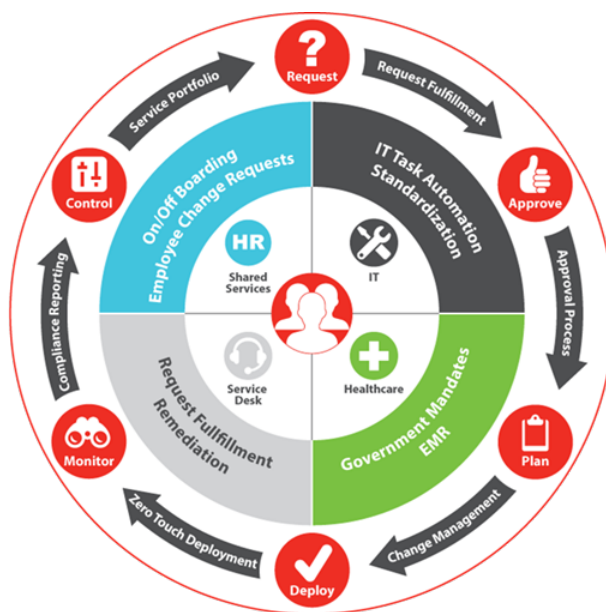 Request
Request Fulfillment
Approve
Approval Process
Plan
Change Management
Deploy
Zero Touch Deployment
Monitor
Compliance Reporting
Control
Service Portfolio
On/Off Boarding
Employee Change Requests
IT Task Automation
Standardization
HR
Shared
Services
IT
Service
Desk
Healthcare
Request Fullfillment
Remediation
Government Mandates
EMR